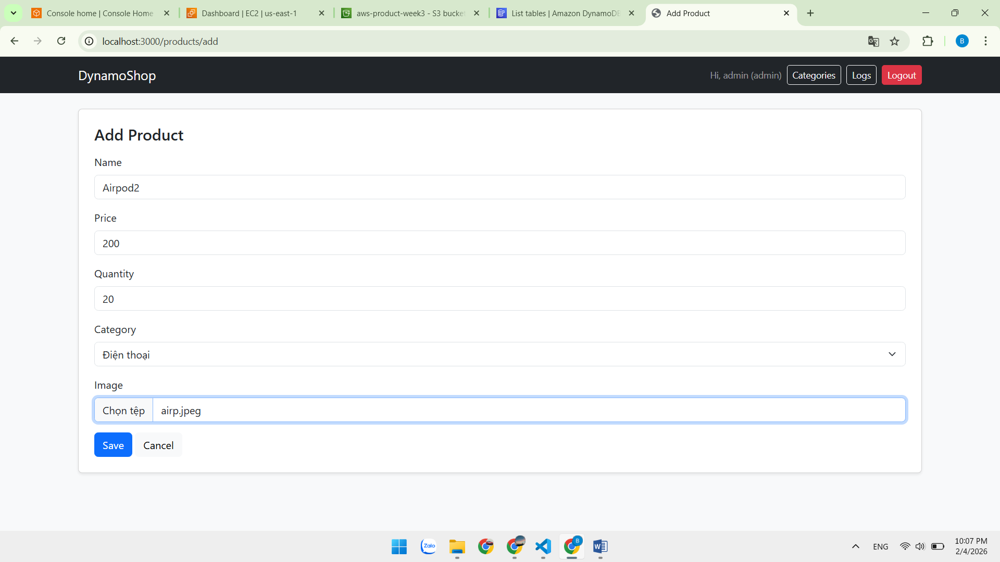 Console home | Console Home
Dashboard | EC2 | us-east-1
aws-product-week3 - S3 bucket
List tables | Amazon DynamoDB
Add Product
localhost:3000/products/add
B
DynamoShop
Hi, admin (admin)
Categories
Logs
Logout
Add Product
Name
Airpod2
Price
200
Quantity
20
Category
Điện thoại
Image
Chọn tệp
airp.jpeg
Save
Cancel
Zalo
B
W
ENG
10:07 PM
2/4/2026